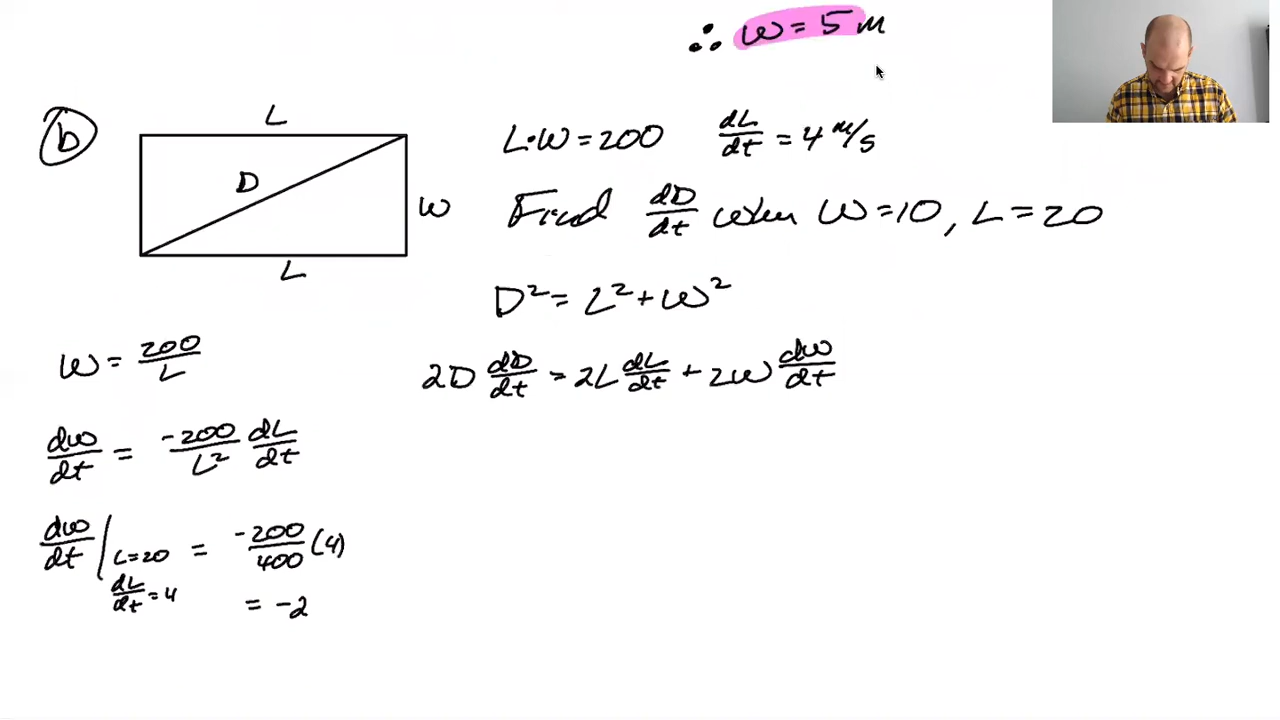 ∴ W = 5 m
b
L
D
W
L
L·W = 200 dL/dt = 4 m/s
Find dD/dt when W = 10, L = 20
D² = L² + W²
2D dD/dt = 2L dL/dt + 2W dW/dt
W = 200/L
dW/dt = -200/L² dL/dt
dW/dt | L=20 dL/dt=4 = -200/400 (4)
= -2